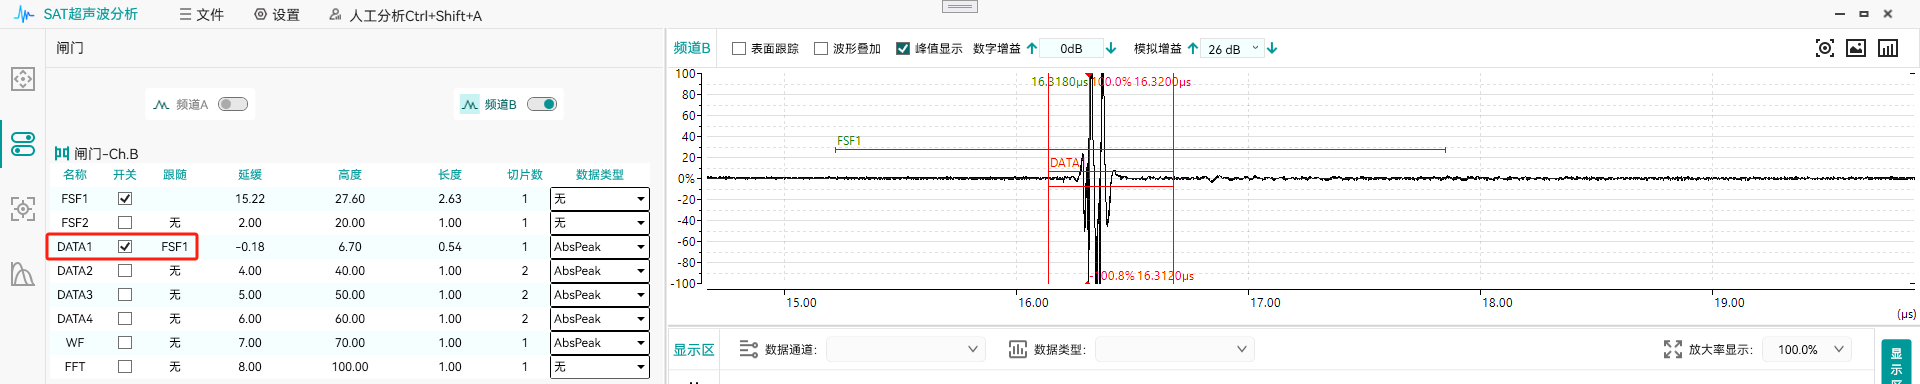 SAT超声波分析 文件 设置 人工分析Ctrl+Shift+A
闸门
频道A 频道B
闸门-Ch.B
名称 开关 跟随 延缓 高度 长度 切片数 数据类型
FSF1 15.22 27.60 2.63 1 无
FSF2 无 2.00 20.00 1.00 1 无
DATA1 FSF1 -0.18 6.70 0.54 1 AbsPeak
DATA2 无 4.00 40.00 1.00 2 AbsPeak
DATA3 无 5.00 50.00 1.00 2 AbsPeak
DATA4 无 6.00 60.00 1.00 2 AbsPeak
WF 无 7.00 70.00 1.00 1 AbsPeak
FFT 无 8.00 100.00 1.00 1 无
频道B 表面跟踪 波形叠加 峰值显示 数字增益 0dB 模拟增益 26 dB
100
80
60
40
20
0%
-20
-40
-60
-80
-100
16.3180μs 100.0% 16.3200μs
FSF1
DATA
-100.8% 16.3120μs
15.00 16.00 17.00 18.00 19.00
(μs)
显示区 数据通道: 数据类型: 放大率显示: 100.0%
显
示